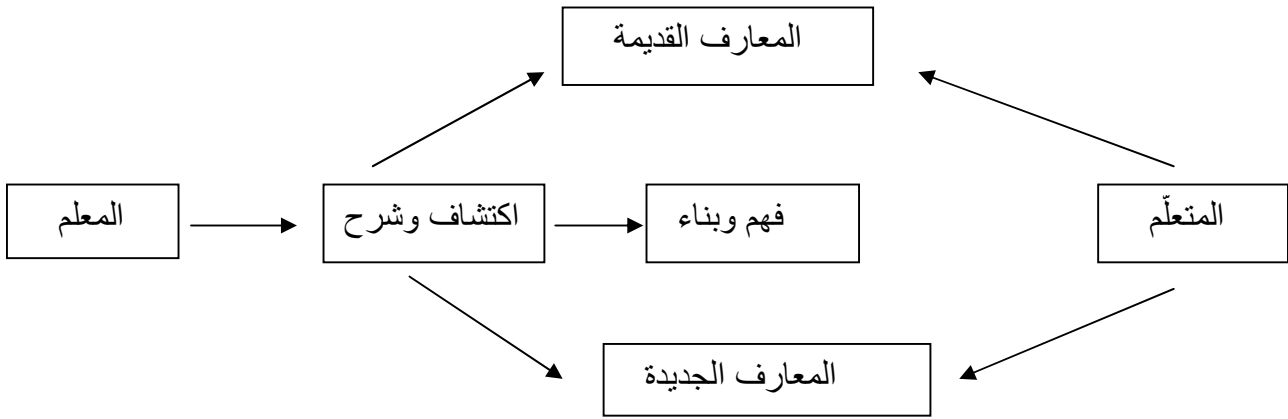 المعارف القديمة
المتعلّم
فهم وبناء
اكتشاف وشرح
المعلم
المعارف الجديدة